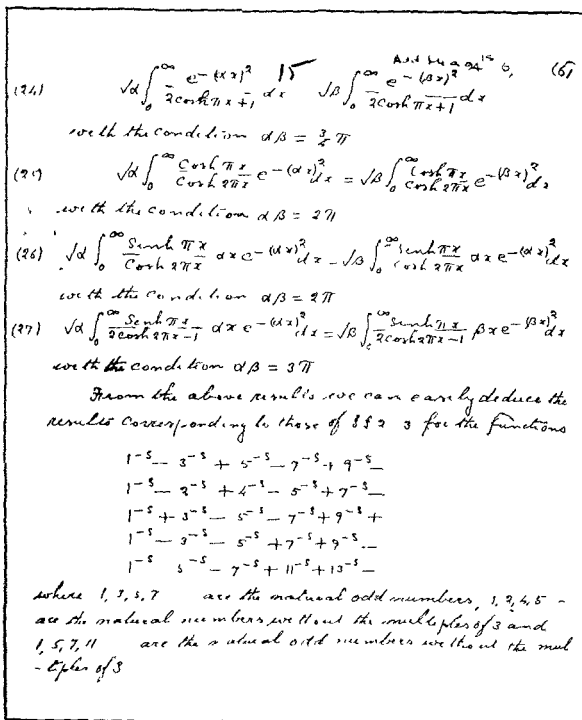 15 (6)
(24) √α ∫₀^∞ e^{-(αx)²}/(2cosh πx+1) dx √β ∫₀^∞ e^{-(βx)²}/(2cosh πx+1) dx
with the condition αβ = ¾π
(25) √α ∫₀^∞ (Cosh πx/Cosh 2πx) e^{-(αx)²} dx = √β ∫₀^∞ (Cosh πx/Cosh 2πx) e^{-(βx)²} dx
with the condition αβ = 2π
(26) √α ∫₀^∞ (Sinh πx/Cosh 2πx) αx e^{-(αx)²} dx - √β ∫₀^∞ (Sinh πx/Cosh 2πx) αx e^{-(αx)²} dx
with the condition αβ = 2π
(27) √α ∫₀^∞ (Sinh πx/(2cosh 2πx-1)) αx e^{-(αx)²} dx = √β ∫₀^∞ (Sinh πx/(2cosh 2πx-1)) βx e^{-(βx)²} dx
with the condition αβ = 3π
From the above results we can easily deduce the
results corresponding to those of §§ 2 3 for the functions
1^{-s} - 3^{-s} + 5^{-s} - 7^{-s} + 9^{-s} -
1^{-s} - 2^{-s} + 4^{-s} - 5^{-s} + 7^{-s} -
1^{-s} + 3^{-s} - 5^{-s} - 7^{-s} + 9^{-s} +
1^{-s} - 3^{-s} - 5^{-s} + 7^{-s} + 9^{-s} -
1^{-s} 5^{-s} - 7^{-s} + 11^{-s} + 13^{-s} -
where 1, 3, 5, 7 are the natural odd numbers, 1, 2, 4, 5 -
are the natural numbers without the multiples of 3 and
1, 5, 7, 11 are the natural odd numbers without the mul
-tiples of 3